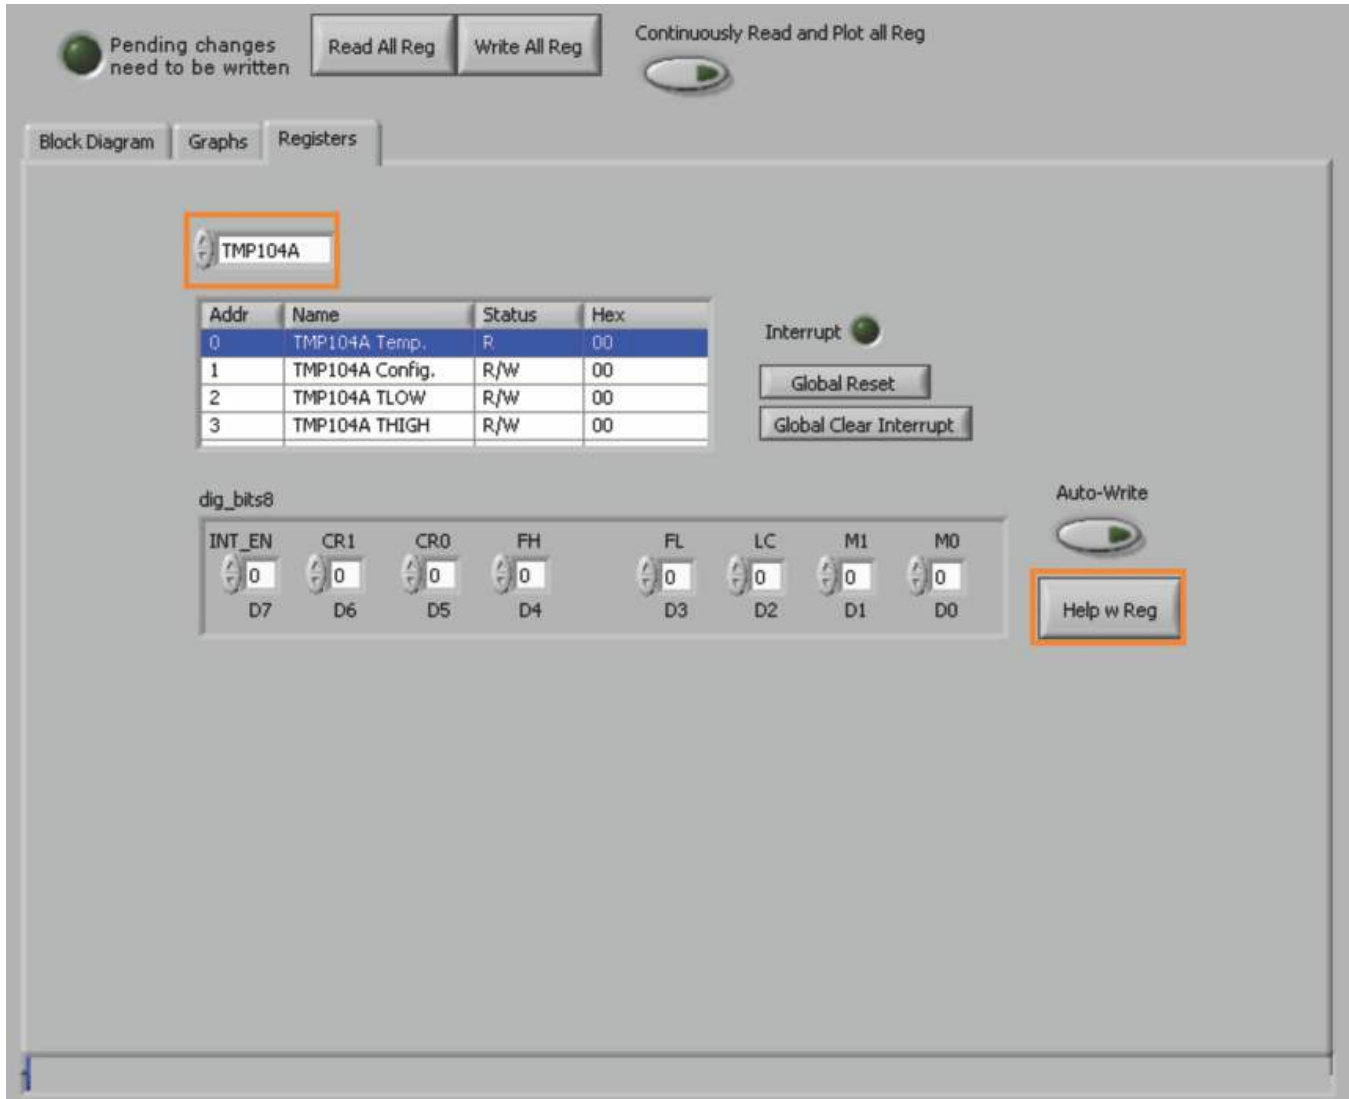 Pending changes
need to be written
Read All Reg
Write All Reg
Continuously Read and Plot all Reg
Block Diagram
Graphs
Registers
TMP104A
Addr Name Status Hex
0 TMP104A Temp. R 00
1 TMP104A Config. R/W 00
2 TMP104A TLOW R/W 00
3 TMP104A THIGH R/W 00
Interrupt
Global Reset
Global Clear Interrupt
dig_bits8
INT_EN CR1 CR0 FH FL LC M1 M0
0 0 0 0 0 0 0 0
D7 D6 D5 D4 D3 D2 D1 D0
Auto-Write
Help w Reg